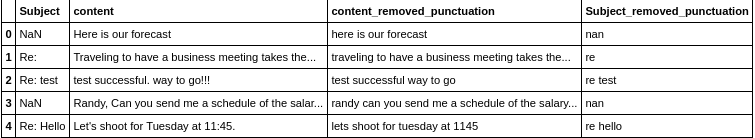 Subject content content_removed_punctuation Subject_removed_punctuation
0 NaN Here is our forecast here is our forecast nan
1 Re: Traveling to have a business meeting takes the... traveling to have a business meeting takes the... re
2 Re: test test successful. way to go!!! test successful way to go re test
3 NaN Randy, Can you send me a schedule of the salar... randy can you send me a schedule of the salary... nan
4 Re: Hello Let's shoot for Tuesday at 11:45. lets shoot for tuesday at 1145 re hello